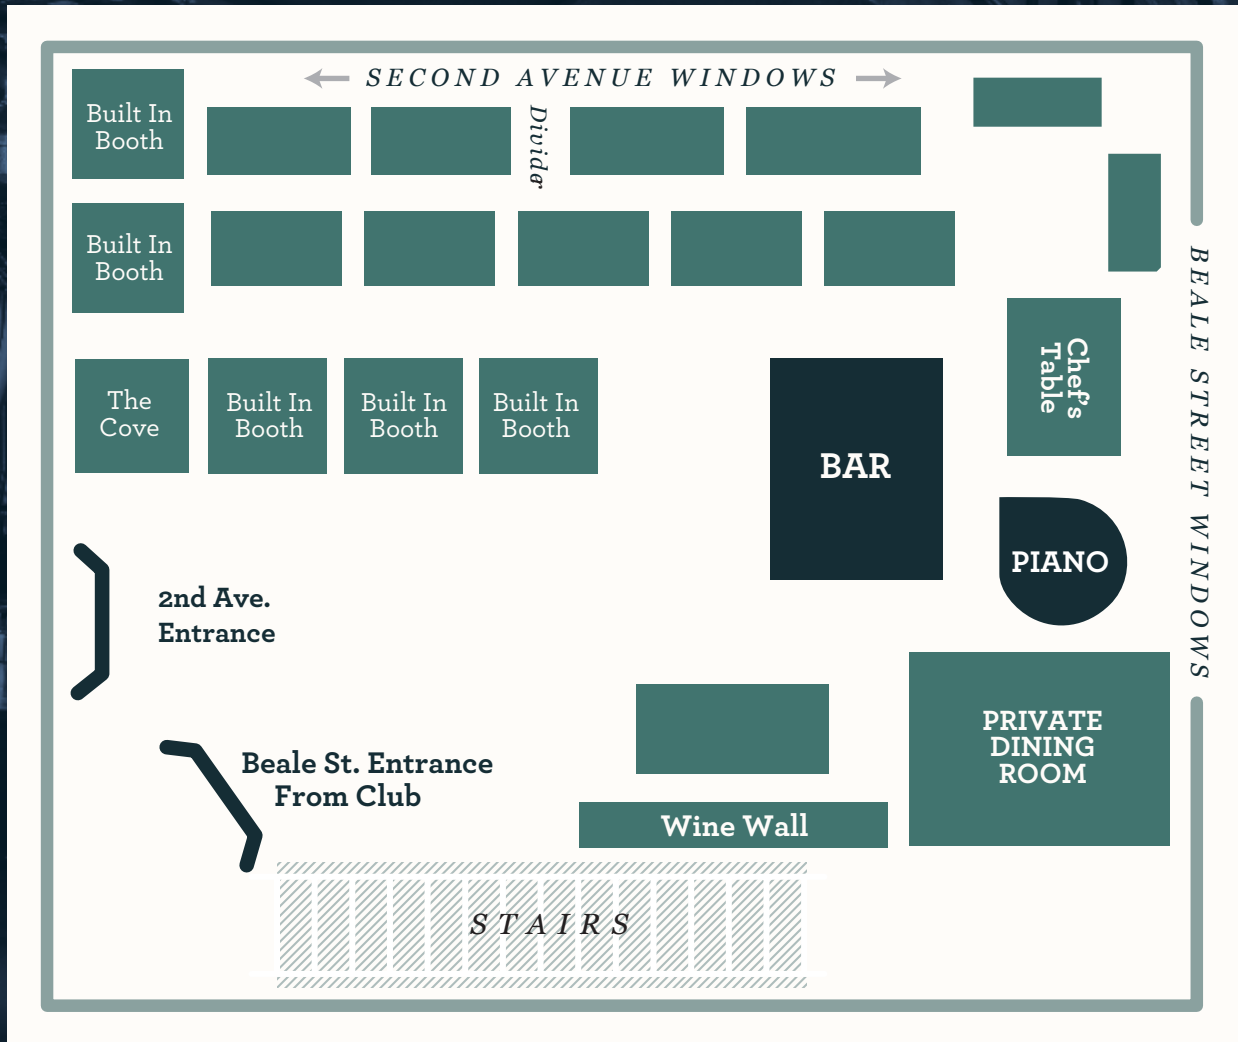 SECOND AVENUE WINDOWS
Built In
Booth
Divider
Built In
Booth
BEALE STREET WINDOWS
The
Cove
Built In
Booth
Built In
Booth
Built In
Booth
Chef's
Table
BAR
PIANO
2nd Ave.
Entrance
PRIVATE
DINING
ROOM
Beale St. Entrance
From Club
Wine Wall
STAIRS